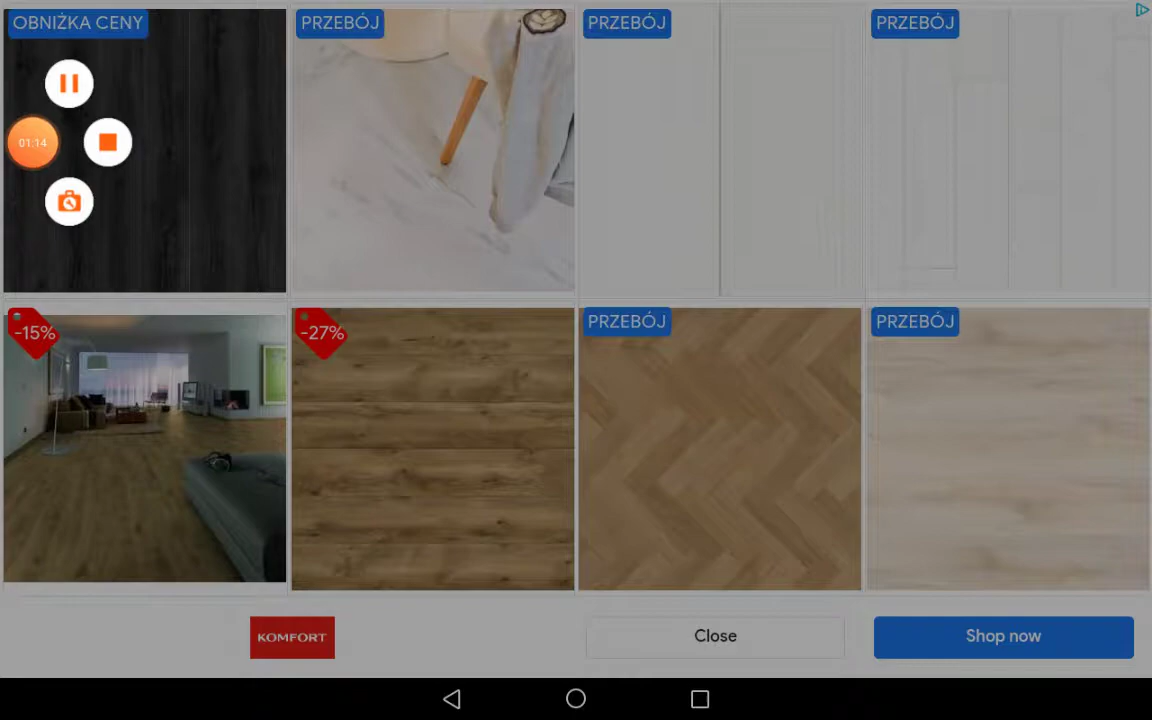 OBNIŻKA CENY
PRZEBÓJ
PRZEBÓJ
PRZEBÓJ
01:14
-15%
-27%
PRZEBÓJ
PRZEBÓJ
KOMFORT
Close
Shop now